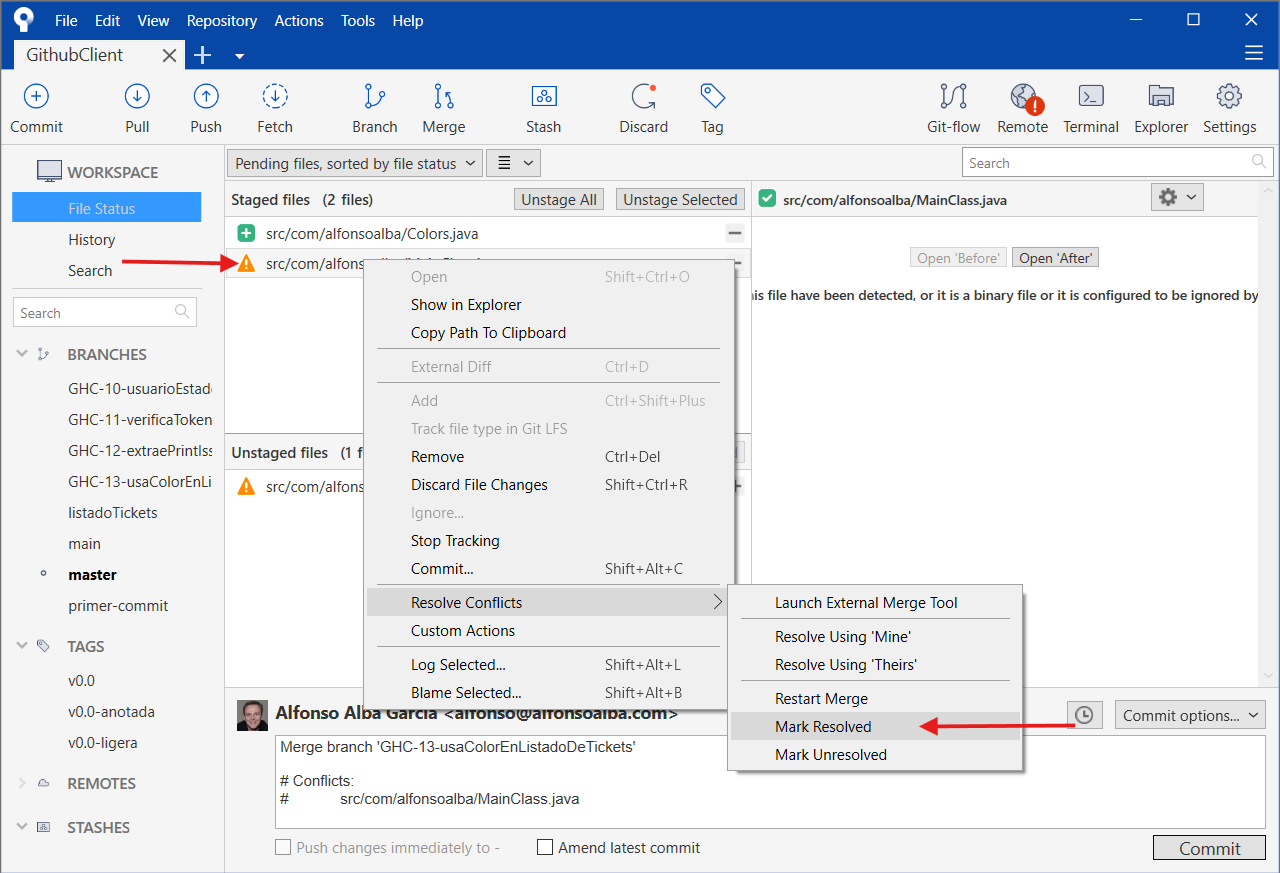 File Edit View Repository Actions Tools Help
GithubClient
Commit Pull Push Fetch Branch Merge Stash Discard Tag Git-flow Remote Terminal Explorer Settings
WORKSPACE
File Status
History
Search
Search
BRANCHES
GHC-10-usuarioEstado
GHC-11-verificaToken
GHC-12-extraePrintIss
GHC-13-usaColorEnLi
listadoTickets
main
master
primer-commit
TAGS
v0.0
v0.0-anotada
v0.0-ligera
REMOTES
STASHES
Pending files, sorted by file status
Search
Staged files (2 files) Unstage All Unstage Selected
src/com/alfonsoalba/Colors.java
src/com/alfonso
Unstaged files (1 f
src/com/alfons
src/com/alfonsoalba/MainClass.java
Open 'Before' Open 'After'
his file have been detected, or it is a binary file or it is configured to be ignored by
Open Shift+Ctrl+O
Show in Explorer
Copy Path To Clipboard
External Diff Ctrl+D
Add Ctrl+Shift+Plus
Track file type in Git LFS
Remove Ctrl+Del
Discard File Changes Shift+Ctrl+R
Ignore...
Stop Tracking
Commit... Shift+Alt+C
Resolve Conflicts
Custom Actions
Log Selected... Shift+Alt+L
Blame Selected... Shift+Alt+B
Launch External Merge Tool
Resolve Using 'Mine'
Resolve Using 'Theirs'
Restart Merge
Mark Resolved
Mark Unresolved
Alfonso Alba García <alfonso@alfonsoalba.com>
Commit options...
Merge branch 'GHC-13-usaColorEnListadoDeTickets'
# Conflicts:
# src/com/alfonsoalba/MainClass.java
Push changes immediately to -
Amend latest commit
Commit